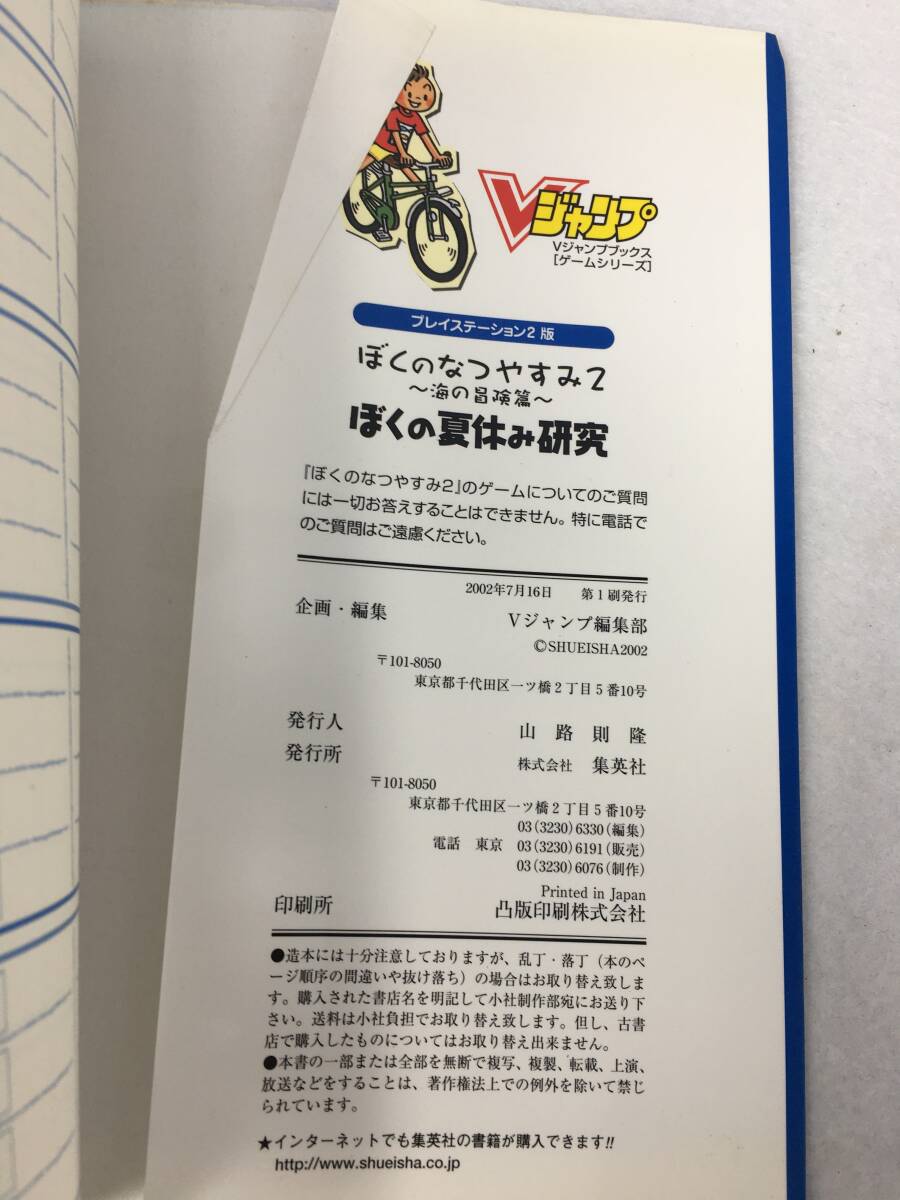 Vジャンプ
Vジャンプブックス
[ゲームシリーズ]
プレイステーション2 版
ぼくのなつやすみ2
〜海の冒険篇〜
ぼくの夏休み研究
『ぼくのなつやすみ2』のゲームについてのご質問
には一切お答えすることはできません。特に電話で
のご質問はご遠慮ください。
2002年7月16日 第1刷発行
企画・編集 Vジャンプ編集部
©SHUEISHA2002
〒101-8050
東京都千代田区一ツ橋2丁目5番10号
発行人 山路則隆
発行所 株式会社 集英社
〒101-8050
東京都千代田区一ツ橋2丁目5番10号
03(3230)6330(編集)
電話 東京 03(3230)6191(販売)
03(3230)6076(制作)
Printed in Japan
印刷所 凸版印刷株式会社
●造本には十分注意しておりますが、乱丁・落丁(本のペ
ージ順序の間違いや抜け落ち)の場合はお取り替え致しま
す。購入された書店名を明記して小社制作部宛にお送り下
さい。送料は小社負担でお取り替え致します。但し、古書
店で購入したものについてはお取り替え出来ません。
●本書の一部または全部を無断で複写、複製、転載、上演、
放送などをすることは、著作権法上での例外を除いて禁じ
られています。
★インターネットでも集英社の書籍が購入できます!!
http://www.shueisha.co.jp